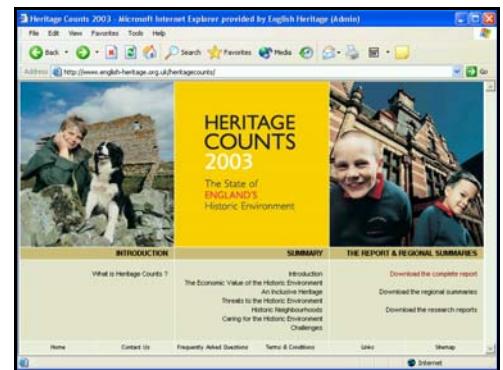 Heritage Counts 2003 - Microsoft Internet Explorer provided by English Heritage (Admin)
File Edit View Favorites Tools Help
Back Search Favorites Media
Address http://www.english-heritage.org.uk/heritagecounts/ Go
HERITAGE
COUNTS
2003
The State of
ENGLAND'S
Historic Environment
INTRODUCTION
What is Heritage Counts ?
SUMMARY
Introduction
The Economic Value of the Historic Environment
An Inclusive Heritage
Threats to the Historic Environment
Historic Neighbourhoods
Caring for the Historic Environment
Challenges
THE REPORT & REGIONAL SUMMARIES
Download the complete report
Download the regional summaries
Download the research reports
Home Contact Us Frequently Asked Questions Terms & Conditions Links Sitemap
Internet